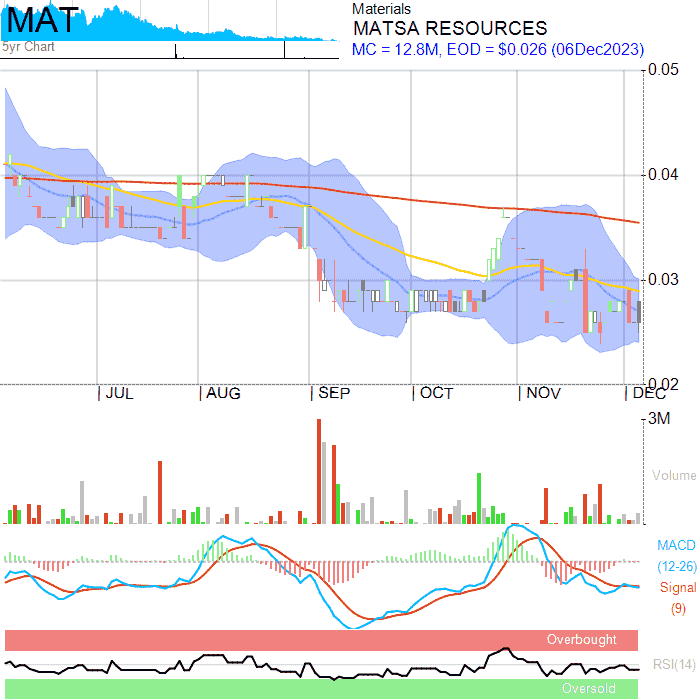 MAT
Materials
MATSA RESOURCES
5yr Chart
MC = 12.8M, EOD = $0.026 (06Dec2023)
0.05
0.04
0.03
0.02
JUL AUG SEP OCT NOV DEC
3M
Volume
MACD
(12-26)
Signal
(9)
Overbought
RSI(14)
Oversold